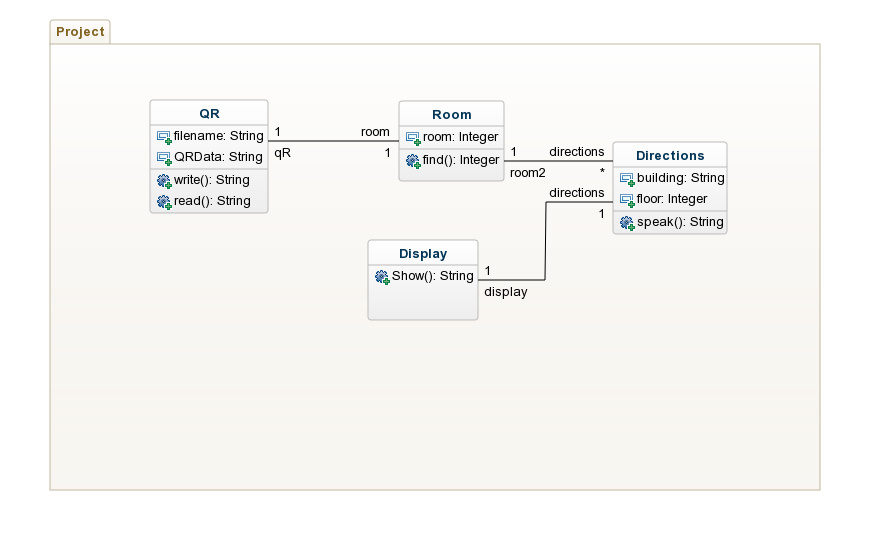 Project
QR
filename: String
QRData: String
write(): String
read(): String
1
qR
room
1
Room
room: Integer
find(): Integer
1
room2
directions
*
directions
1
Directions
building: String
floor: Integer
speak(): String
Display
Show(): String
1
display